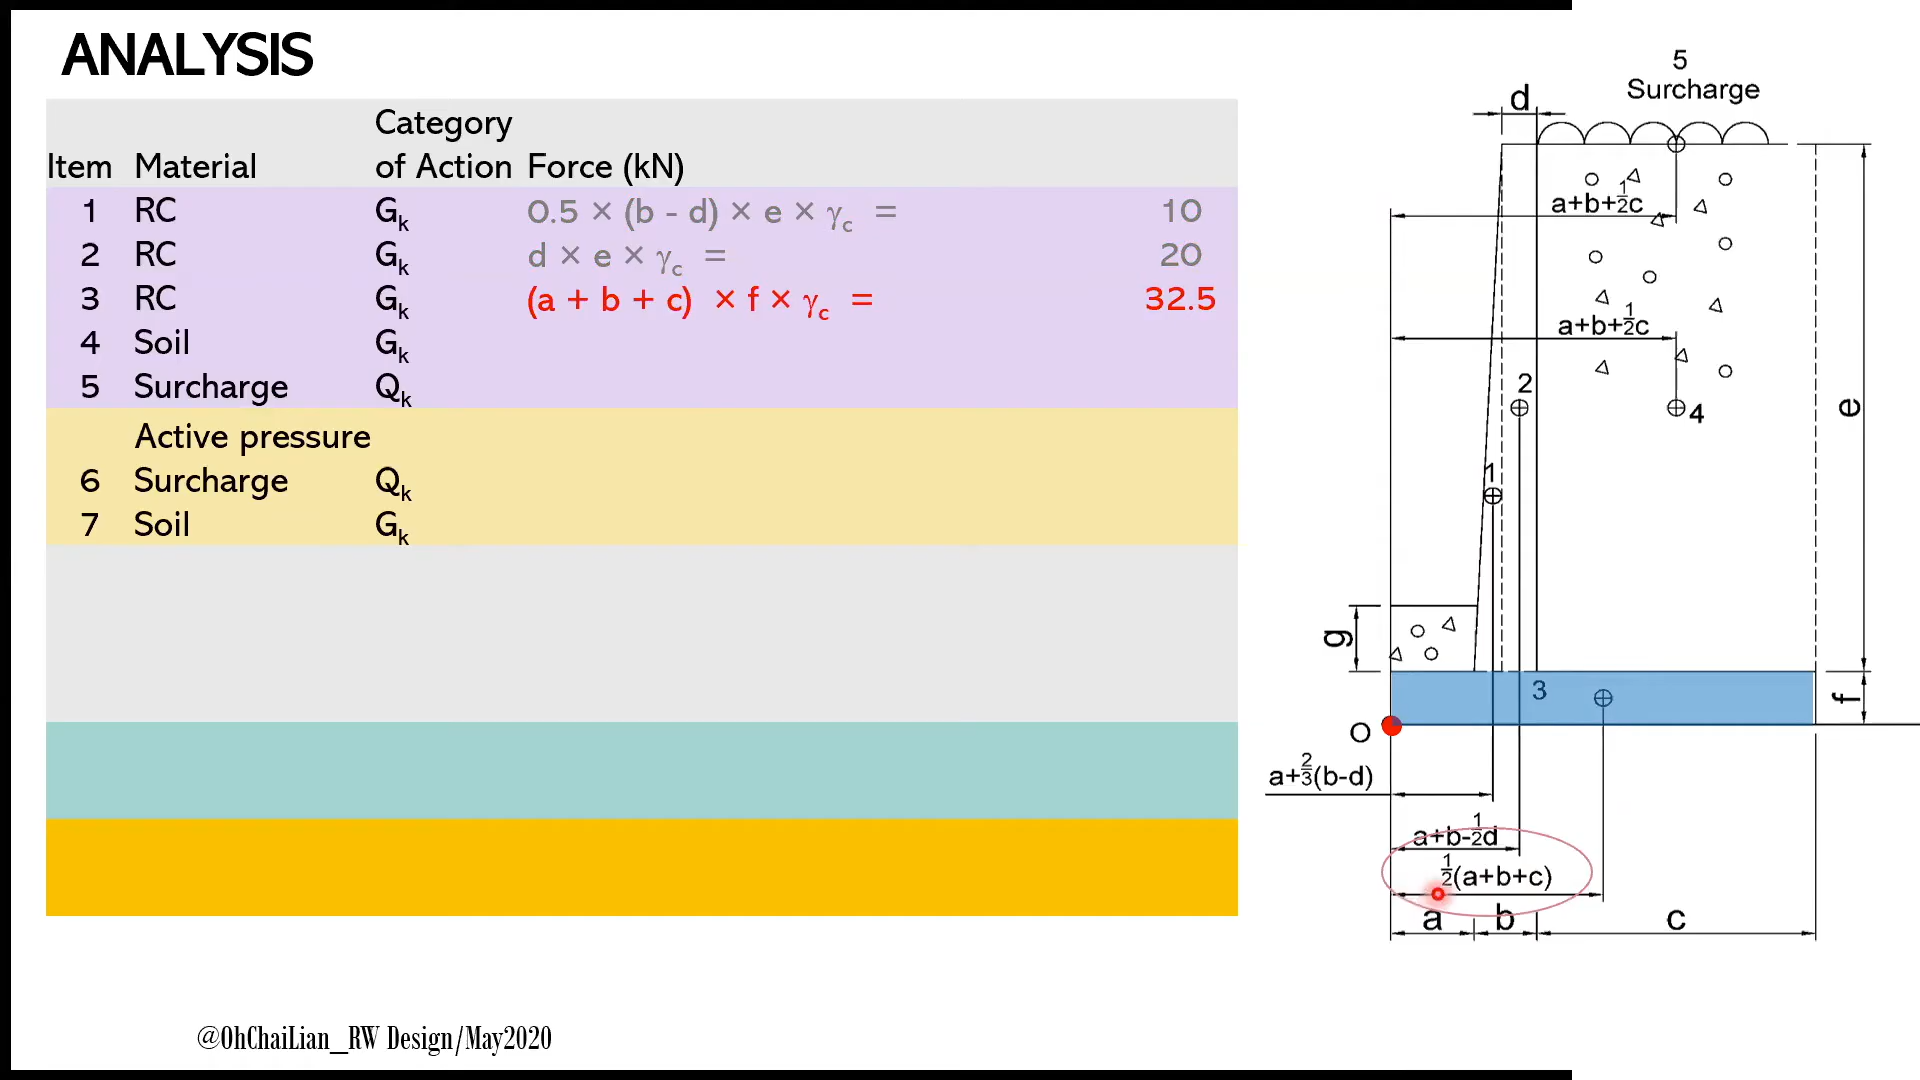 ANALYSIS
Category
Item Material of Action Force (kN)
1 RC Gk 0.5 × (b - d) × e × γc = 10
2 RC Gk d × e × γc = 20
3 RC Gk (a + b + c) × f × γc = 32.5
4 Soil Gk
5 Surcharge Qk
Active pressure
6 Surcharge Qk
7 Soil Gk
5
Surcharge
d
a+b+1/2c
a+b+1/2c
2
4
e
1
g
3
f
O
a+2/3(b-d)
a+b-1/2d
1/2(a+b+c)
a b c
@OhChaiLian_RW Design/May2020